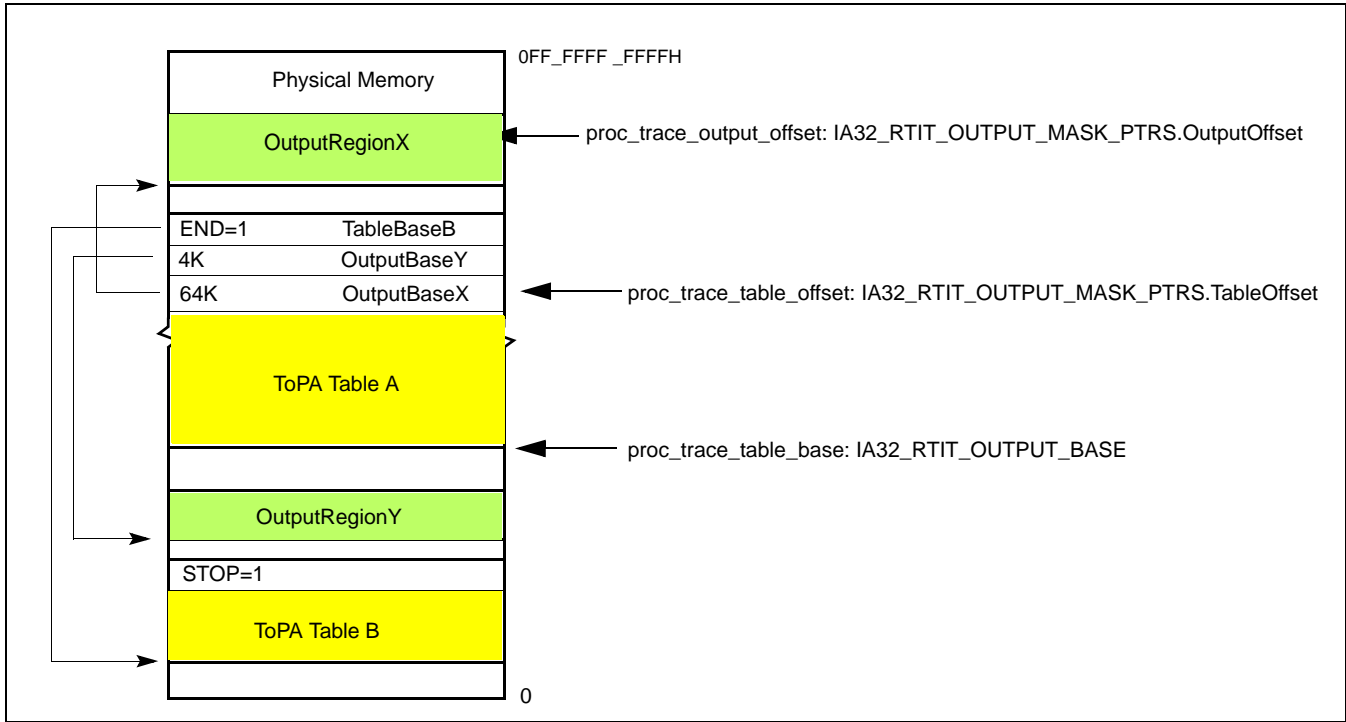 0FF_FFFF _FFFFH
Physical Memory
OutputRegionX
proc_trace_output_offset: IA32_RTIT_OUTPUT_MASK_PTRS.OutputOffset
END=1 TableBaseB
4K OutputBaseY
64K OutputBaseX
proc_trace_table_offset: IA32_RTIT_OUTPUT_MASK_PTRS.TableOffset
ToPA Table A
proc_trace_table_base: IA32_RTIT_OUTPUT_BASE
OutputRegionY
STOP=1
ToPA Table B
0